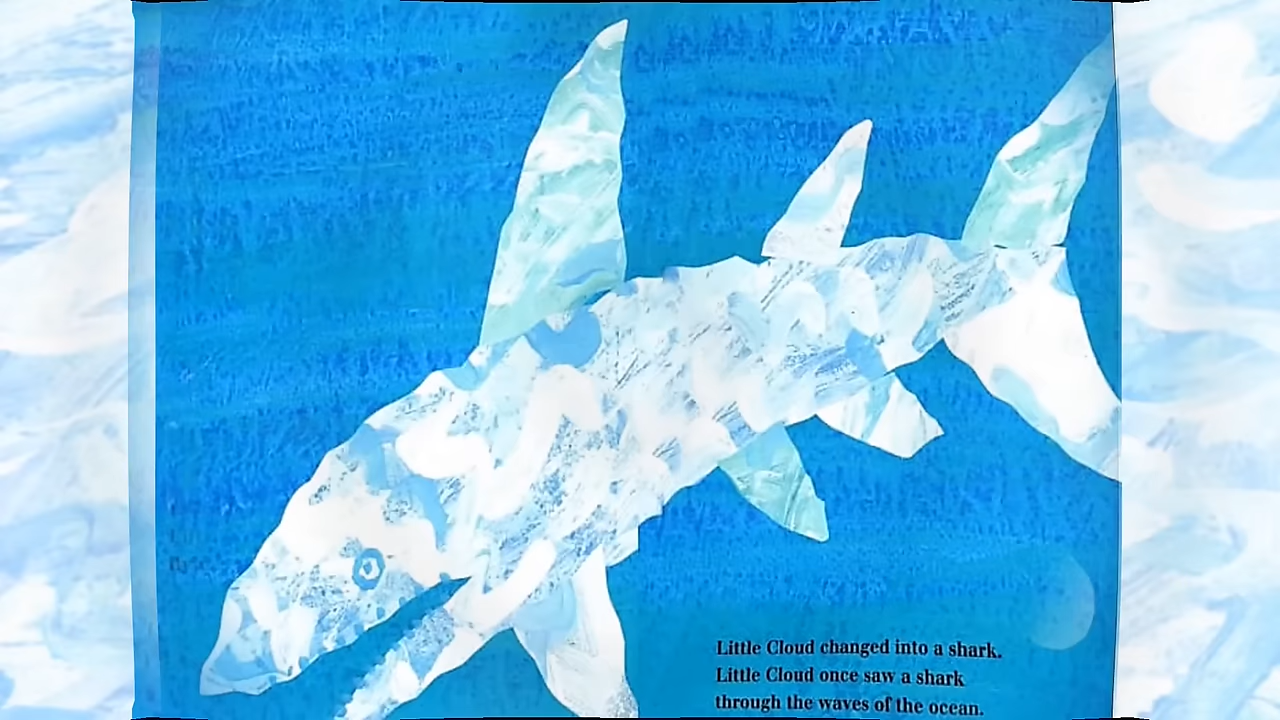 Little Cloud changed into a shark.
Little Cloud once saw a shark
through the waves of the ocean.